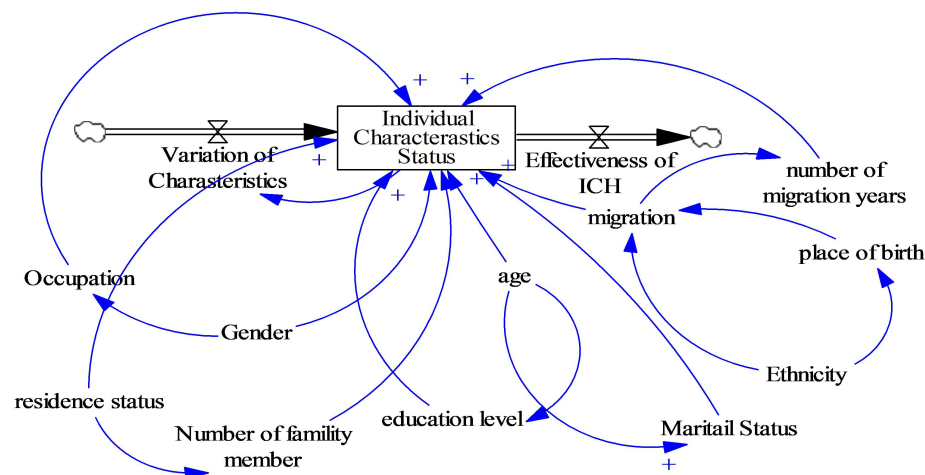 +
+
Individual
Characterastics
Status
Variation of
Charasteristics
+
Effectiveness of
ICH
+
+
+
number of
migration years
migration
place of birth
Occupation
age
Gender
Ethnicity
residence status
education level
Number of famility
member
Maritail Status
+